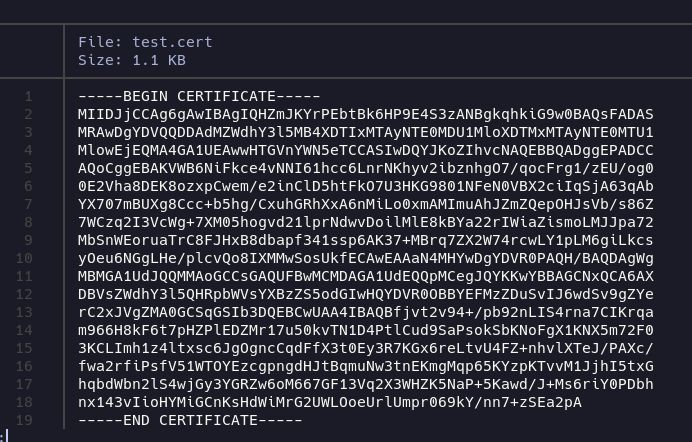 File: test.cert
Size: 1.1 KB
1 -----BEGIN CERTIFICATE-----
2 MIIDJjCCAg6gAwIBAgIQHZmJKYrPEbtBk6HP9E4S3zANBgkqhkiG9w0BAQsFADAS
3 MRAwDgYDVQQDDAdMZWdhY3l5MB4XDTIxMTAyNTE0MDU1MloXDTMxMTAyNTE0MTU1
4 MlowEjEQMA4GA1UEAwwHTGVnYWN5eTCCASIwDQYJKoZIhvcNAQEBBQADggEPADCC
5 AQoCggEBAKVWB6NiFkce4vNNI61hcc6LnrNKhyv2ibznhgO7/qocFrg1/zEU/og0
6 0E2Vha8DEK8ozxpCwem/e2inClD5htFkO7U3HKG9801NFeN0VBX2ciIqSjA63qAb
7 YX707mBUXg8Ccc+b5hg/CxuhGRhXxA6nMiLo0xmAMImuAhJZmZQepOHJsVb/s86Z
8 7WCzq2I3VcWg+7XM05hogvd21lprNdwvDoilMlE8kBYa22rIWiaZismoLMJJpa72
9 MbSnWEoruaTrC8FJHxB8dbapf341ssp6AK37+MBrq7ZX2W74rcwLY1pLM6giLkcs
10 yOeu6NGgLHe/plcvQo8IXMMwSosUkfECAwEAAaN4MHYwDgYDVR0PAQH/BAQDAgWg
11 MBMGA1UdJQQMMAoGCCsGAQUFBwMCMDAGA1UdEQQpMCegJQYKKwYBBAGCNxQCA6AX
12 DBVsZWdhY3l5QHRpbWVsYXBzZS5odGIwHQYDVR0OBBYEFMzZDuSvIJ6wdSv9gZYe
13 rC2xJVgZMA0GCSqGSIb3DQEBCwUAA4IBAQBfjvt2v94+/pb92nLIS4rna7CIKrqa
14 m966H8kF6t7pHZPlEDZMr17u50kvTN1D4PtlCud9SaPsokSbKNoFgX1KNX5m72F0
15 3KCLImh1z4ltxsc6JgOgncCqdFfX3t0Ey3R7KGx6reLtvU4FZ+nhvlXTeJ/PAXc/
16 fwa2rfiPsfV51WTOYEzcgpngdHJtBqmuNw3tnEKmgMqp65KYzpKTvvM1JjhI5txG
17 hqbdWbn2lS4wjGy3YGRZw6oM667GF13Vq2X3WHZK5NaP+5Kawd/J+Ms6riY0PDbh
18 nx143vIioHYMiGCnKsHdWiMrG2UWLOoeUrlUmpr069kY/nn7+zSEa2pA
19 -----END CERTIFICATE-----
: